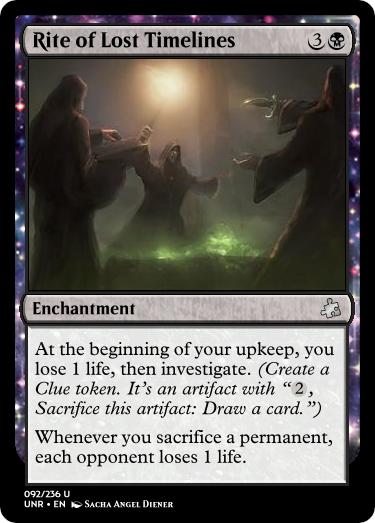 Rite of Lost Timelines 3
Enchantment
At the beginning of your upkeep, you
lose 1 life, then investigate. (Create a
Clue token. It's an artifact with “2,
Sacrifice this artifact: Draw a card.”)
Whenever you sacrifice a permanent,
each opponent loses 1 life.
092/236 U
UNR • EN Sacha Angel Diener